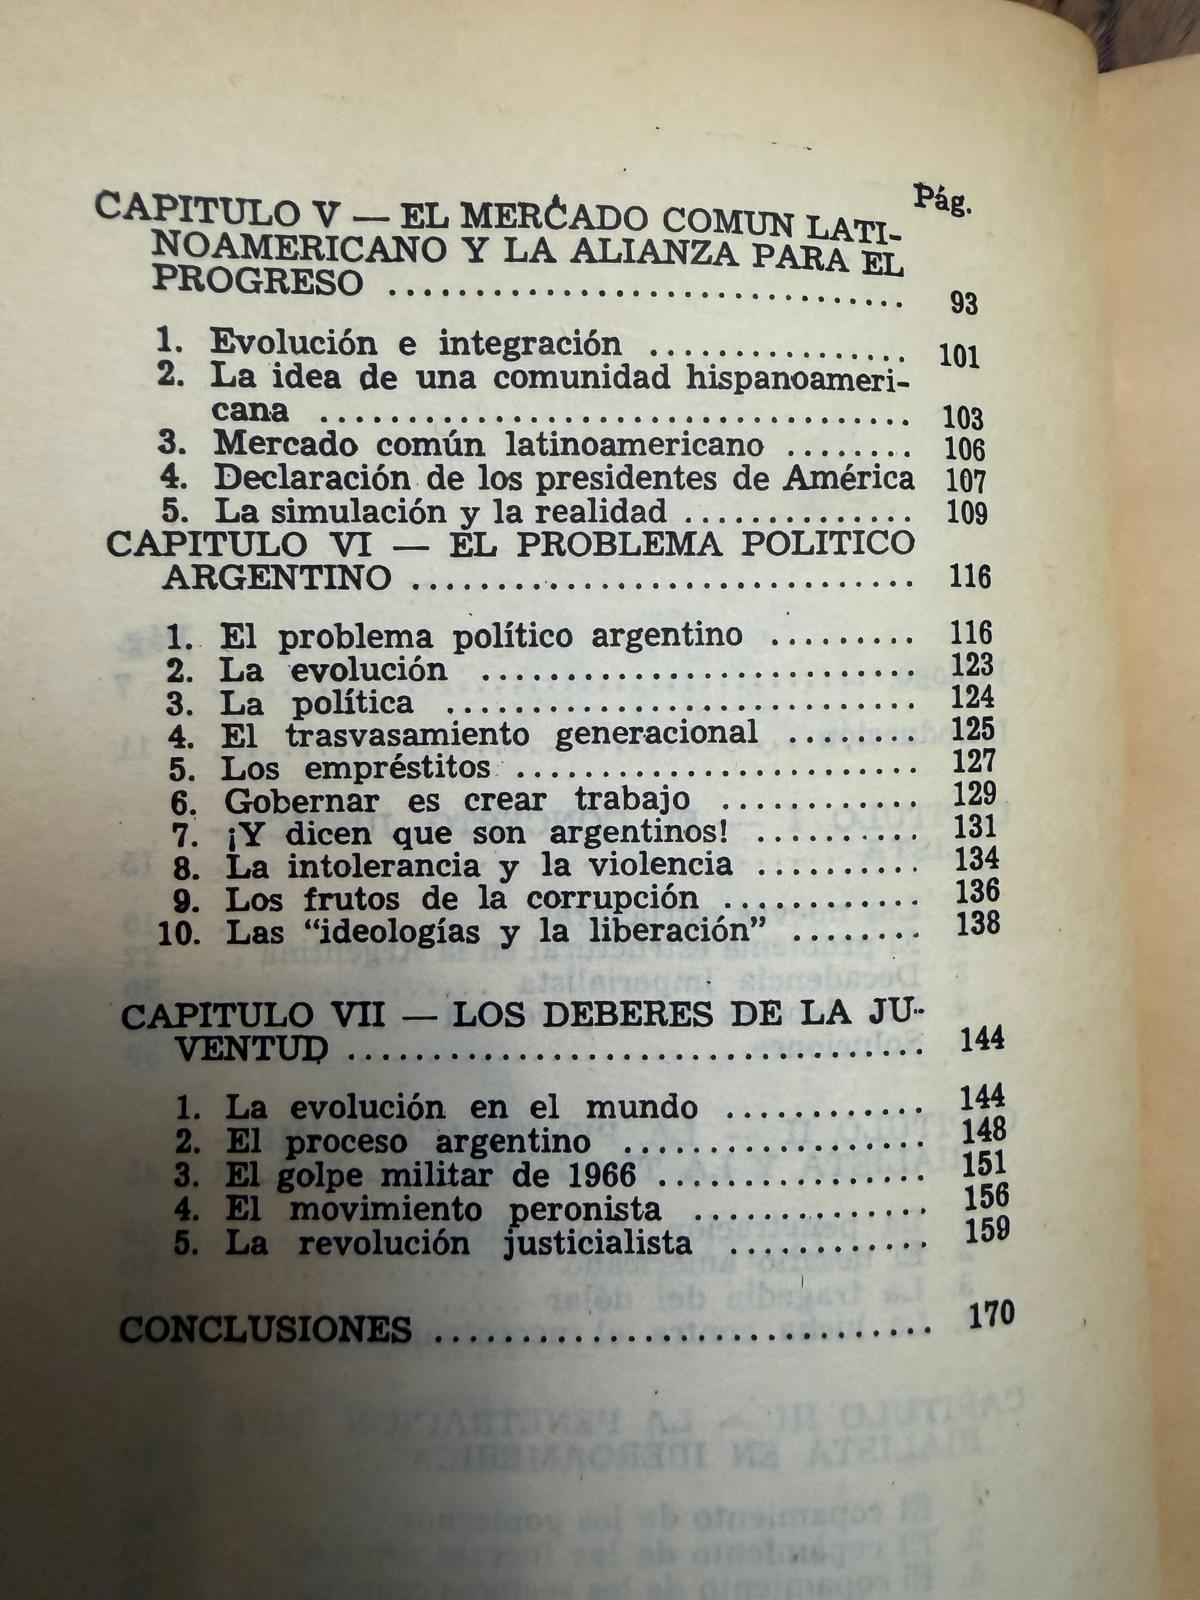 Pág.
CAPITULO V — EL MERCADO COMUN LATI-
NOAMERICANO Y LA ALIANZA PARA EL
PROGRESO ................................ 93
1. Evolución e integración ................ 101
2. La idea de una comunidad hispanoameri-
cana .................................... 103
3. Mercado común latinoamericano ........ 106
4. Declaración de los presidentes de América 107
5. La simulación y la realidad .............. 109
CAPITULO VI — EL PROBLEMA POLITICO
ARGENTINO ................................ 116
1. El problema político argentino ......... 116
2. La evolución .......................... 123
3. La política ............................ 124
4. El trasvasamiento generacional ........ 125
5. Los empréstitos ........................ 127
6. Gobernar es crear trabajo ............ 129
7. ¡Y dicen que son argentinos! .......... 131
8. La intolerancia y la violencia .......... 134
9. Los frutos de la corrupción ............ 136
10. Las “ideologías y la liberación” ........ 138
CAPITULO VII — LOS DEBERES DE LA JU-
VENTUD .................................. 144
1. La evolución en el mundo ............ 144
2. El proceso argentino .................. 148
3. El golpe militar de 1966 ................ 151
4. El movimiento peronista .............. 156
5. La revolución justicialista ............ 159
CONCLUSIONES ................................ 170